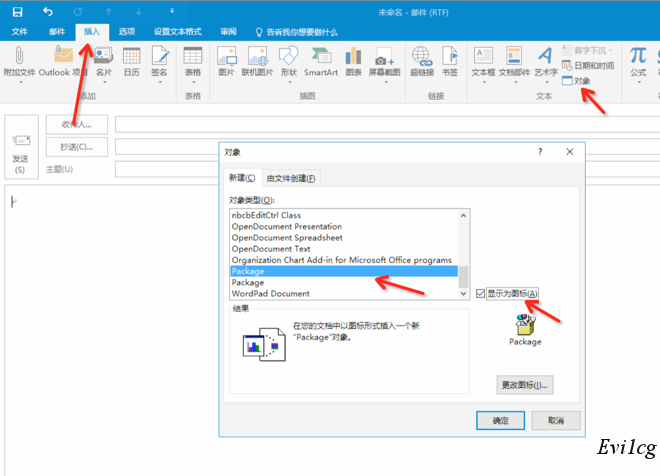 未命名 - 邮件 (RTF)
文件 邮件 插入 选项 设置文本格式 审阅 告诉我你想要做什么
附加文件 Outlook 项目 名片 日历 签名 表格 图片 联机图片 形状 SmartArt 图表 屏幕截图 超链接 书签 文本框 文档部件 艺术字 首字下沉 公式
日期和时间
对象
添加 表格 插图 链接 文本
收件人...
抄送(C)...
发送
(S)
主题(U)
对象 ?
新建(C) 由文件创建(F)
对象类型(O):
nbcbEditCtrl Class
OpenDocument Presentation
OpenDocument Spreadsheet
OpenDocument Text
Organization Chart Add-in for Microsoft Office programs
Package
Package
WordPad Document
显示为图标(A)
结果
在您的文档中以图标形式插入一个新
"Package"对象。
Package
更改图标(I)...
确定 取消
Evi1cg